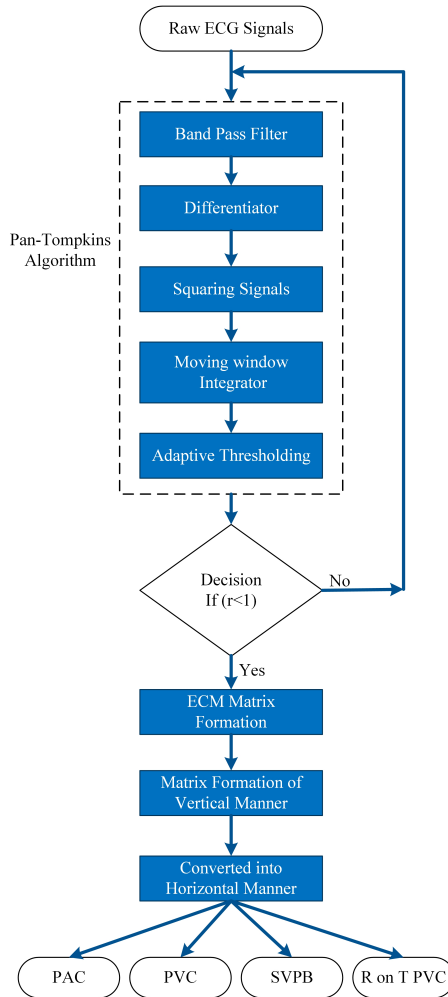 Raw ECG Signals
Band Pass Filter
Differentiator
Pan-Tompkins
Algorithm
Squaring Signals
Moving window
Integrator
Adaptive Thresholding
Decision
If (r<1)
No
Yes
ECM Matrix
Formation
Matrix Formation of
Vertical Manner
Converted into
Horizontal Manner
PAC
PVC
SVPB
R on T PVC